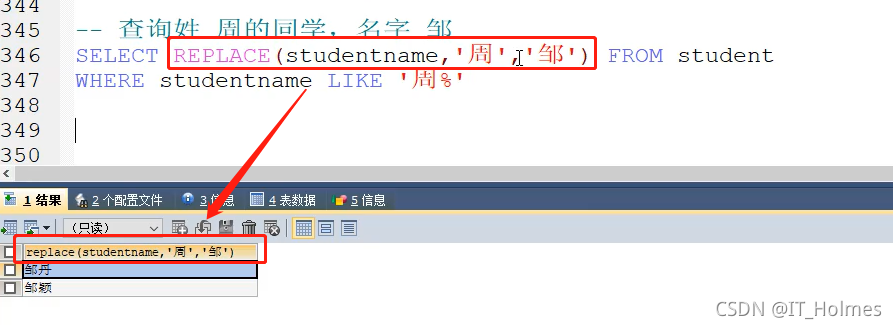 344
345 -- 查询姓 周的同学，名字 邹
346 SELECT REPLACE(studentname,'周','邹') FROM student
347 WHERE studentname LIKE '周%'
348
349
350
1 结果 2 个配置文件 3 信息 4 表数据 5 信息
（只读）
replace(studentname,'周','邹')
邹丹
邹颖
CSDN @IT_Holmes